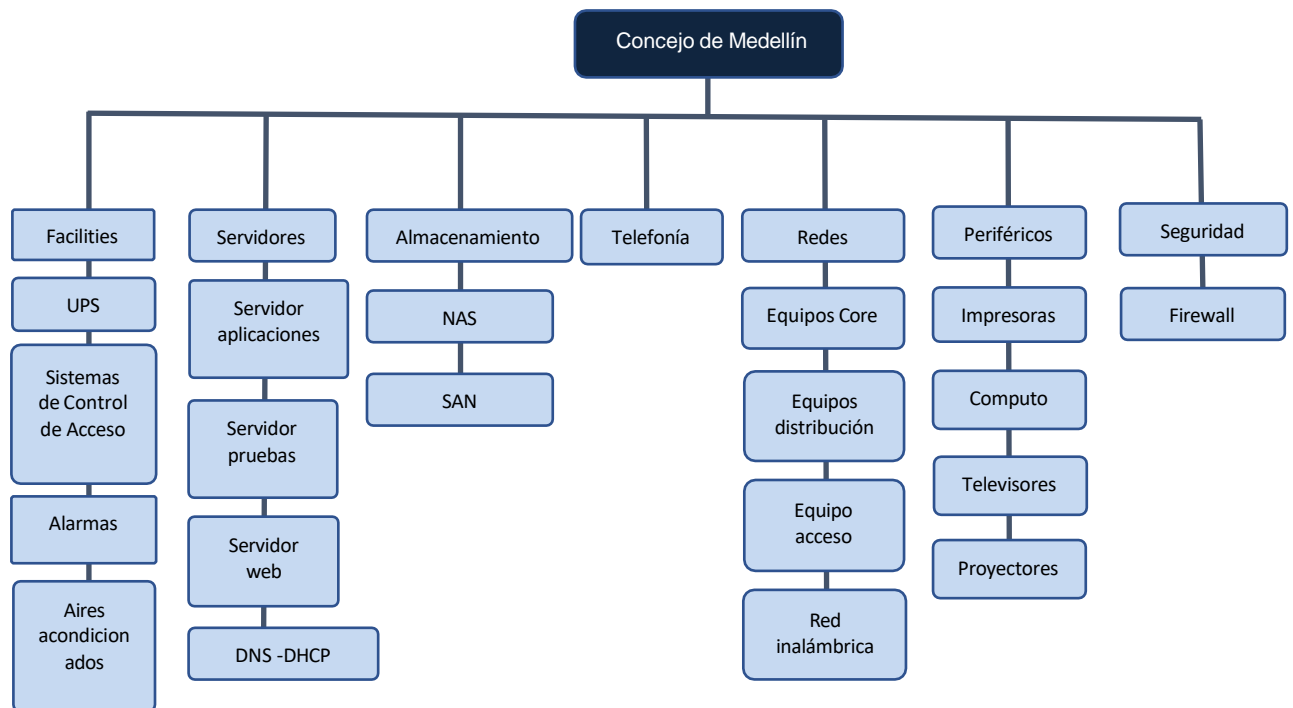 Concejo de Medellín
Facilities
UPS
Sistemas
de Control
de Acceso
Alarmas
Aires
acondicion
ados
Servidores
Servidor
aplicaciones
Servidor
pruebas
Servidor
web
DNS -DHCP
Almacenamiento
NAS
SAN
Telefonía
Redes
Equipos Core
Equipos
distribución
Equipo
acceso
Red
inalámbrica
Periféricos
Impresoras
Computo
Televisores
Proyectores
Seguridad
Firewall